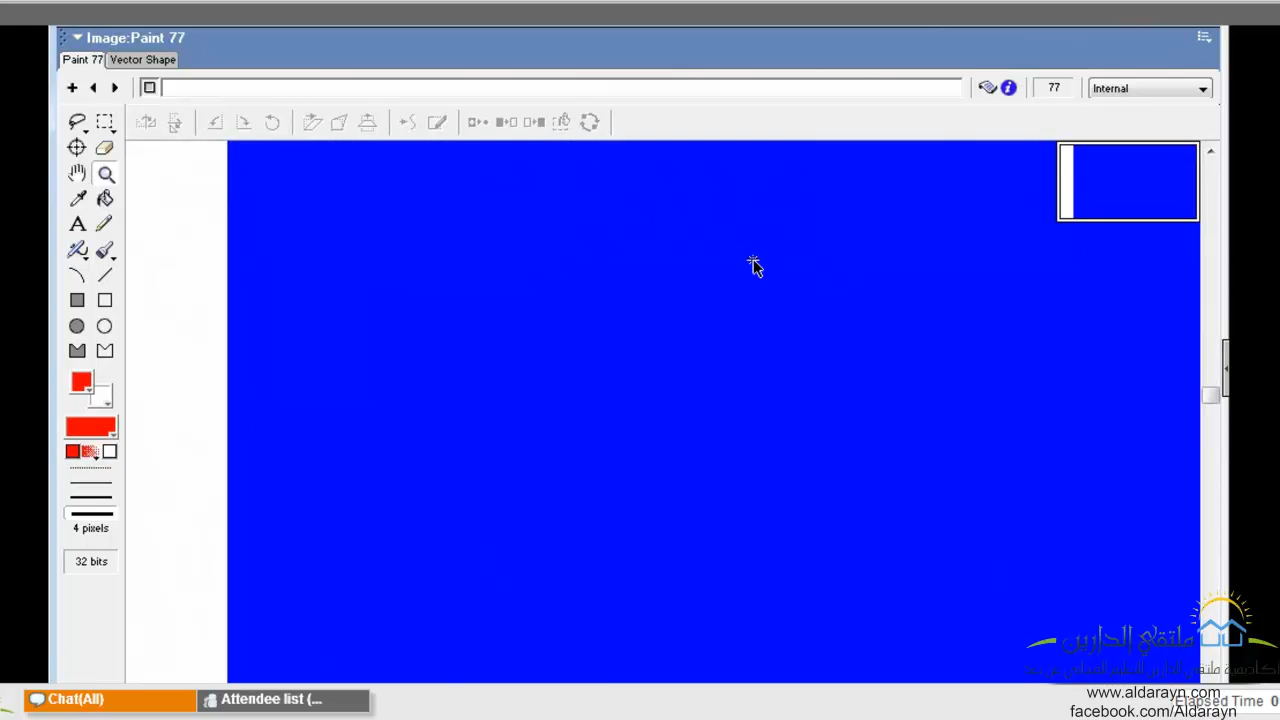 Image:Paint 77
Paint 77
Vector Shape
77
Internal
A
4 pixels
32 bits
ملتقى الدارين
Chat(All)
Attendee list (...
www.aldarayn.com
Elapsed Time 0
facebook.com/Aldarayn